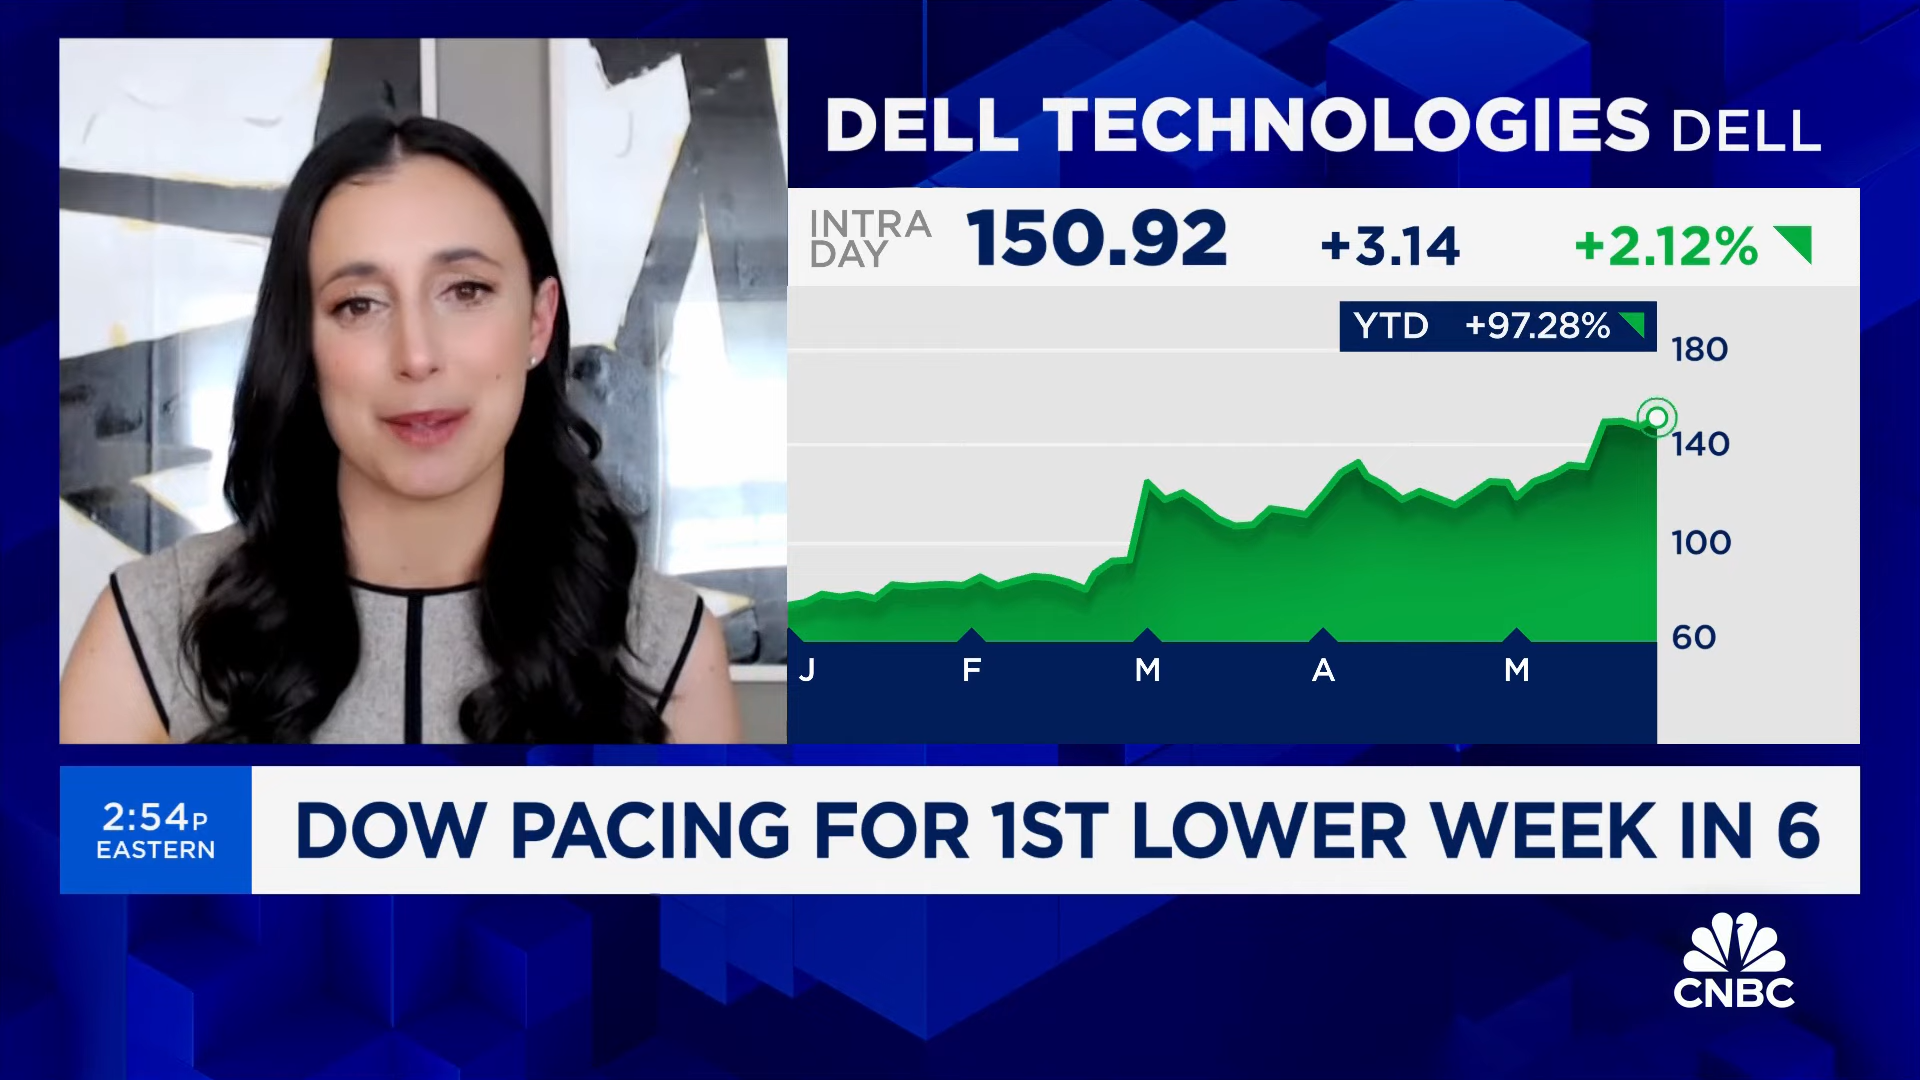 DELL TECHNOLOGIES DELL
INTRA
DAY
150.92 +3.14 +2.12%
YTD +97.28%
180
140
100
60
J F M A M
2:54P
EASTERN
DOW PACING FOR 1ST LOWER WEEK IN 6
CNBC